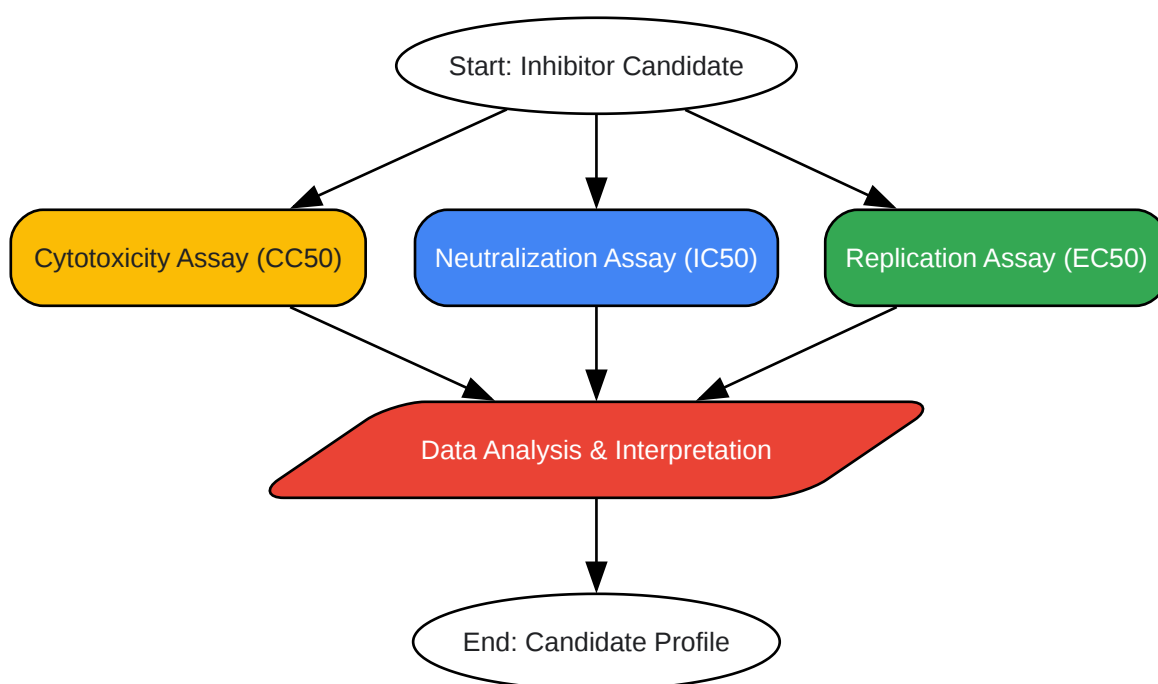 Start: Inhibitor Candidate
Cytotoxicity Assay (CC50)
Neutralization Assay (IC50)
Replication Assay (EC50)
Data Analysis & Interpretation
End: Candidate Profile